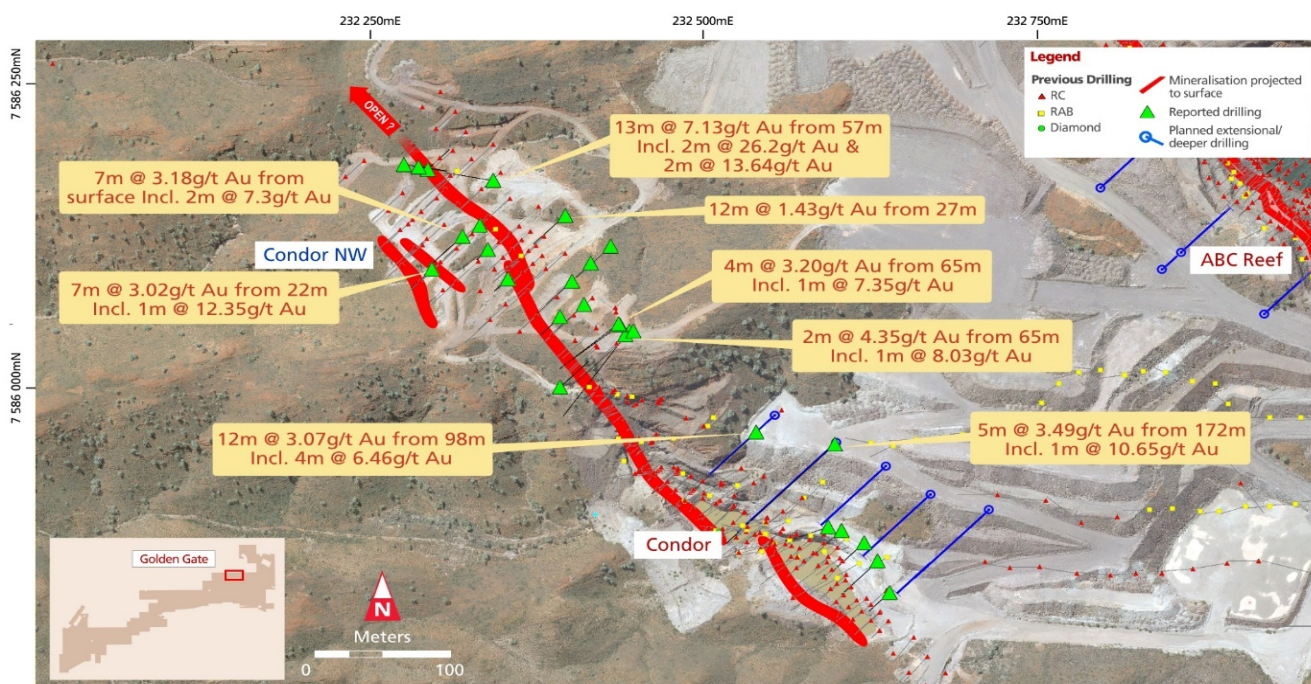 232 250mE
232 500mE
232 750mE
7 586 250mN
7 586 000mN
Legend
Previous Drilling
RC
RAB
Diamond
Mineralisation projected
to surface
Reported drilling
Planned extensional/
deeper drilling
OPEN ?
13m @ 7.13g/t Au from 57m
Incl. 2m @ 26.2g/t Au &
2m @ 13.64g/t Au
7m @ 3.18g/t Au from
surface Incl. 2m @ 7.3g/t Au
12m @ 1.43g/t Au from 27m
Condor NW
ABC Reef
4m @ 3.20g/t Au from 65m
Incl. 1m @ 7.35g/t Au
7m @ 3.02g/t Au from 22m
Incl. 1m @ 12.35g/t Au
2m @ 4.35g/t Au from 65m
Incl. 1m @ 8.03g/t Au
12m @ 3.07g/t Au from 98m
Incl. 4m @ 6.46g/t Au
5m @ 3.49g/t Au from 172m
Incl. 1m @ 10.65g/t Au
Condor
Golden Gate
N
Meters
0 100